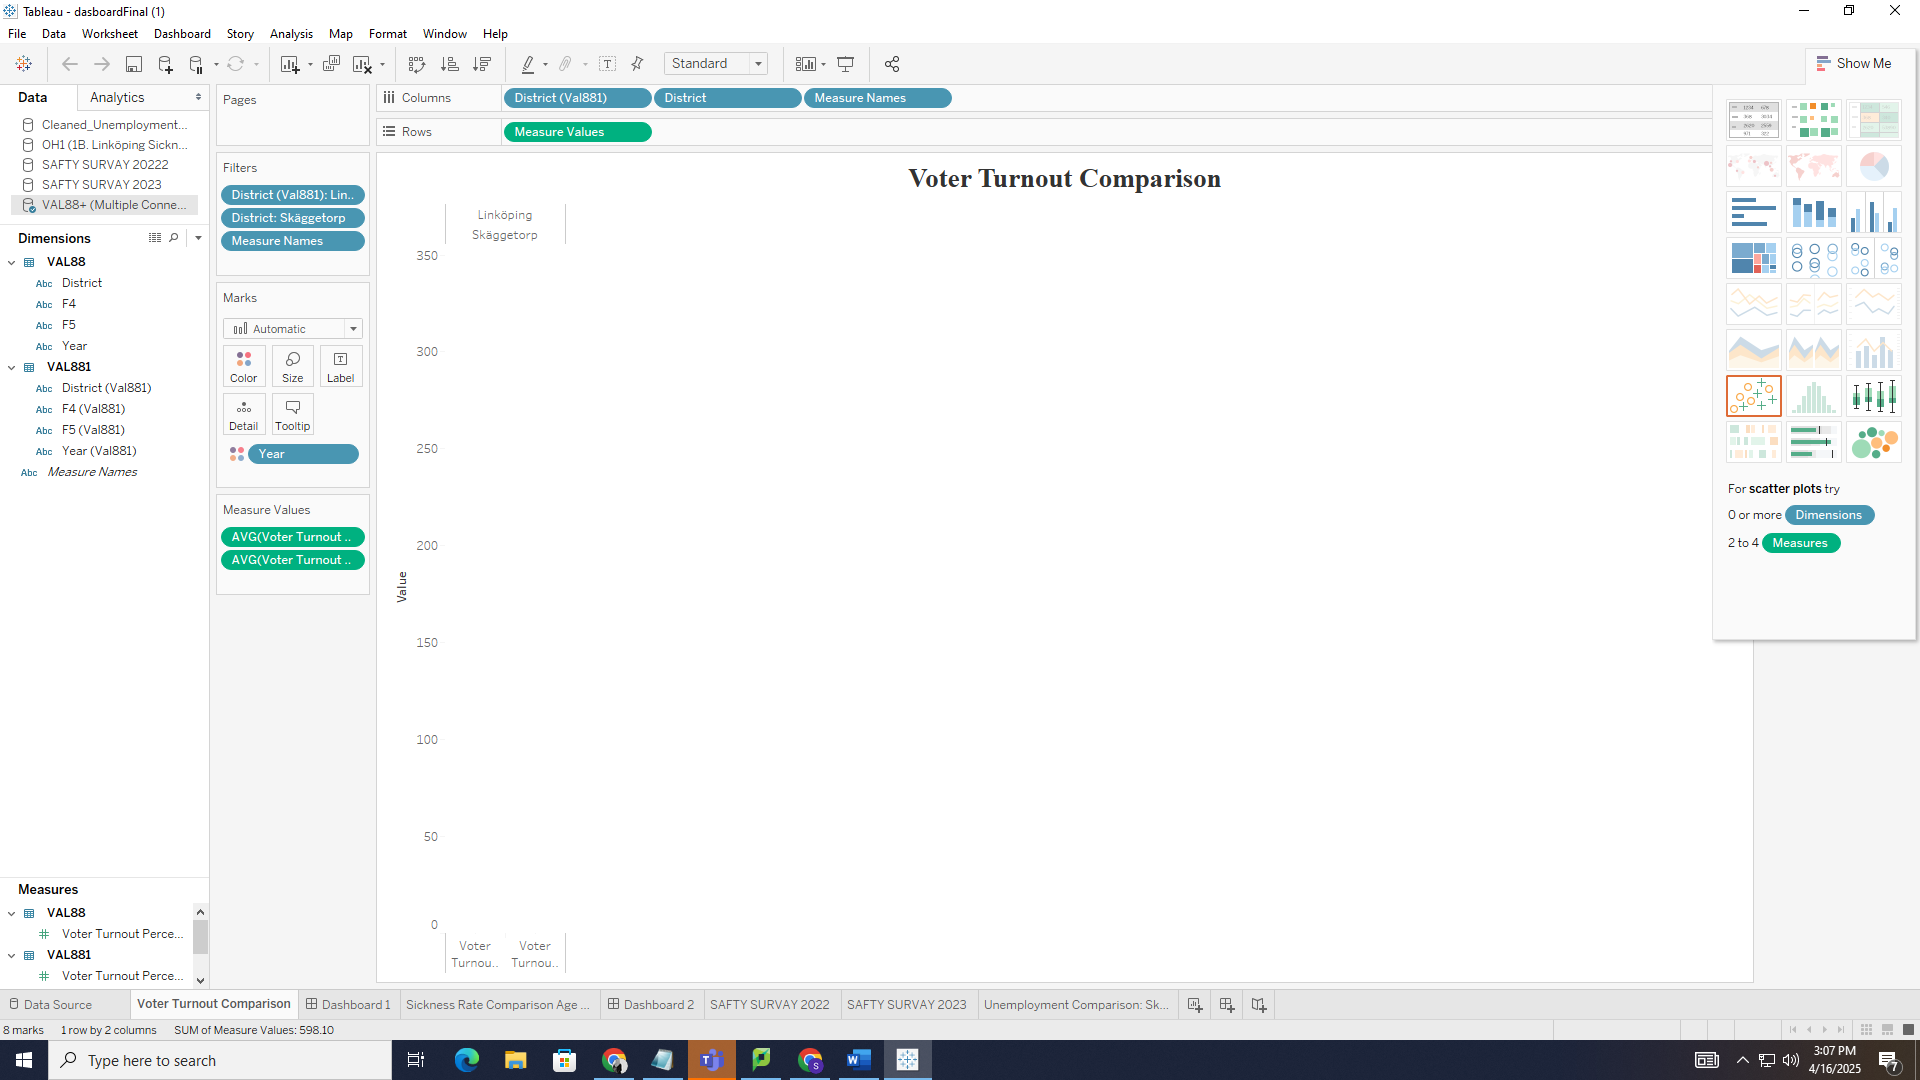 Tableau - dasboardFinal (1)
File Data Worksheet Dashboard Story Analysis Map Format Window Help
Standard
Show Me
Data Analytics
Pages
Columns District (Val881) District Measure Names
Rows Measure Values
Cleaned_Unemployment...
OH1 (1B. Linköping Sickn...
SAFTY SURVAY 20222
SAFTY SURVAY 2023
VAL88+ (Multiple Conne...
Filters
District (Val881): Lin..
District: Skäggetorp
Measure Names
Dimensions
VAL88
Abc District
Abc F4
Abc F5
Abc Year
VAL881
Abc District (Val881)
Abc F4 (Val881)
Abc F5 (Val881)
Abc Year (Val881)
Abc Measure Names
Marks
Automatic
Color Size Label
Detail Tooltip
Year
Measure Values
AVG(Voter Turnout ..
AVG(Voter Turnout ..
Voter Turnout Comparison
Linköping
Skäggetorp
350
300
250
200
150
100
50
0
Value
Voter Turnou..
Voter Turnou..
For scatter plots try
0 or more Dimensions
2 to 4 Measures
Measures
VAL88
Voter Turnout Perce...
VAL881
Voter Turnout Perce...
Data Source Voter Turnout Comparison Dashboard 1 Sickness Rate Comparison Age ... Dashboard 2 SAFTY SURVAY 2022 SAFTY SURVAY 2023 Unemployment Comparison: Sk...
8 marks 1 row by 2 columns SUM of Measure Values: 598.10
Type here to search
3:07 PM
4/16/2025
7